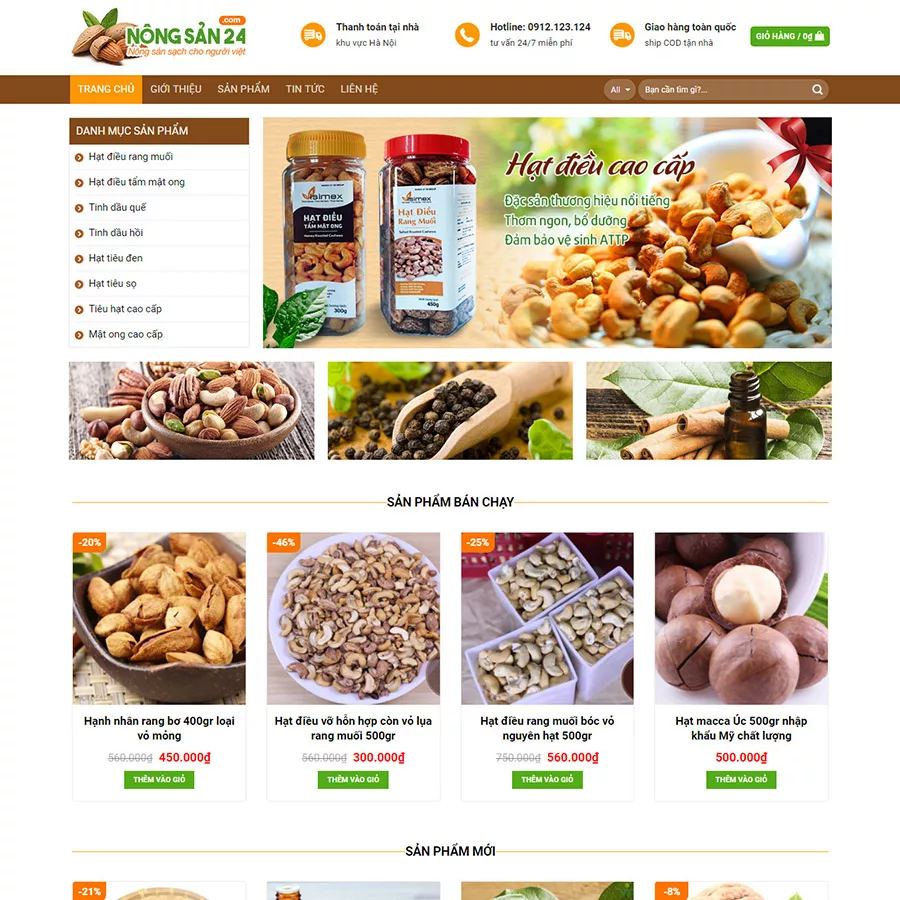 .com
NÔNG SẢN 24
Nông sản sạch cho người việt
Thanh toán tại nhà
khu vực Hà Nội
Hotline: 0912.123.124
tư vấn 24/7 miễn phí
Giao hàng toàn quốc
ship COD tận nhà
GIỎ HÀNG / 0₫
TRANG CHỦ
GIỚI THIỆU
SẢN PHẨM
TIN TỨC
LIÊN HỆ
All
Bạn cần tìm gì?...
DANH MỤC SẢN PHẨM
Hạt điều rang muối
Hạt điều tẩm mật ong
Tinh dầu quế
Tinh dầu hồi
Hạt tiêu đen
Hạt tiêu sọ
Tiêu hạt cao cấp
Mật ong cao cấp
simex
HẠT ĐIỀU
TẨM MẬT ONG
Honey Roasted Cashews
300g
simex
Hạt Điều
Rang Muối
Salted Roasted Cashews
450g
Hạt điều cao cấp
Đặc sản thương hiệu nổi tiếng
Thơm ngon, bổ dưỡng
Đảm bảo vệ sinh ATTP
SẢN PHẨM BÁN CHẠY
-20%
-46%
-25%
Hạnh nhân rang bơ 400gr loại
vỏ mỏng
560.000₫ 450.000₫
THÊM VÀO GIỎ
Hạt điều vỡ hỗn hợp còn vỏ lụa
rang muối 500gr
560.000₫ 300.000₫
THÊM VÀO GIỎ
Hạt điều rang muối bóc vỏ
nguyên hạt 500gr
750.000₫ 560.000₫
THÊM VÀO GIỎ
Hạt macca Úc 500gr nhập
khẩu Mỹ chất lượng
500.000₫
THÊM VÀO GIỎ
SẢN PHẨM MỚI
-21%
-8%